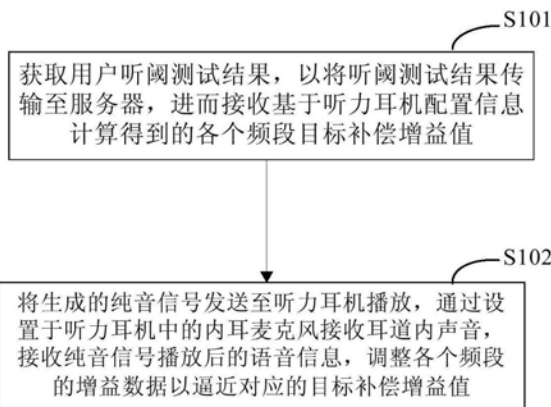 S101
获取用户听阈测试结果，以将听阈测试结果传
输至服务器，进而接收基于听力耳机配置信息
计算得到的各个频段目标补偿增益值
S102
将生成的纯音信号发送至听力耳机播放，通过设
置于听力耳机中的内耳麦克风接收耳道内声音，
接收纯音信号播放后的语音信息，调整各个频段
的增益数据以逼近对应的目标补偿增益值